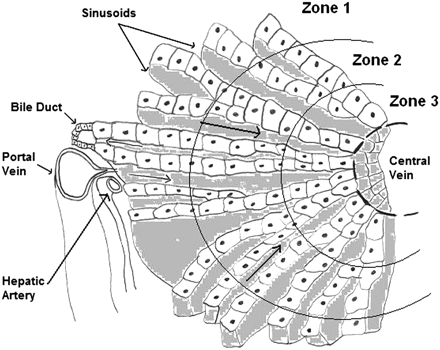 Sinusoids
Zone 1
Zone 2
Zone 3
Bile Duct
Portal
Vein
Central
Vein
Hepatic
Artery